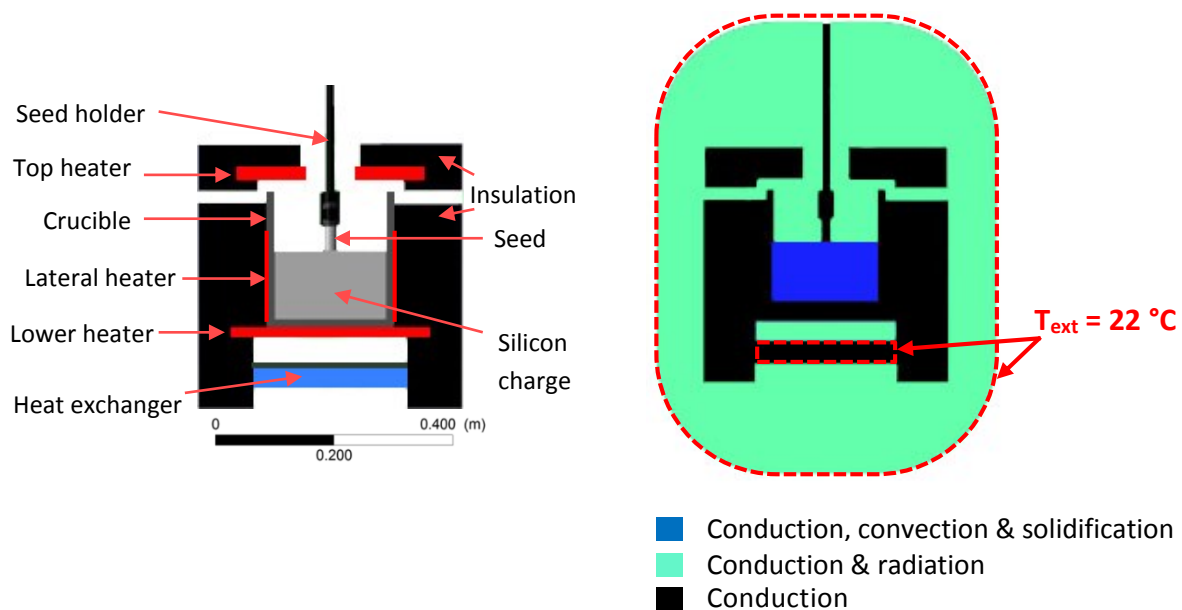 Seed holder
Top heater
Crucible
Lateral heater
Lower heater
Heat exchanger
Insulation
Seed
Silicon
charge
0
0.400 (m)
0.200
T_ext = 22 °C
Conduction, convection & solidification
Conduction & radiation
Conduction